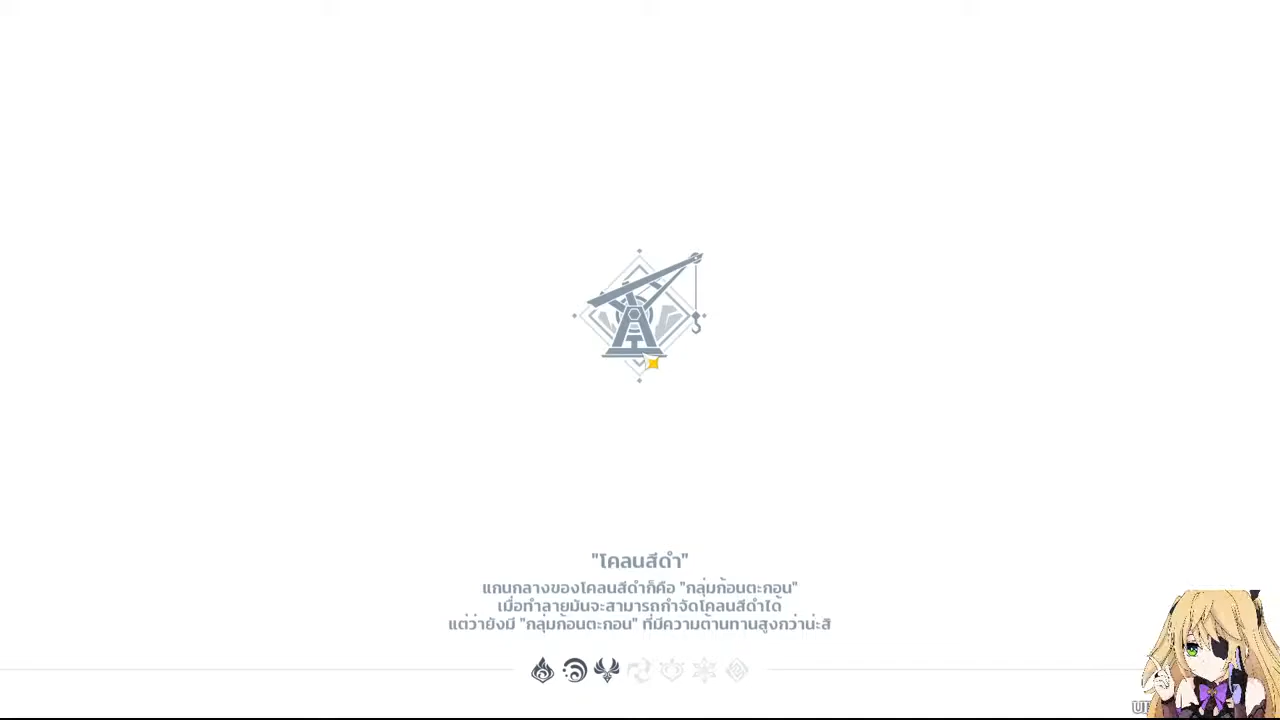 "โคลนสีดำ"
แกนกลางของโคลนสีดำก็คือ "กลุ่มก้อนตะกอน"
เมื่อทำลายมันจะสามารถกำจัดโคลนสีดำได้
แต่ว่ายังมี "กลุ่มก้อนตะกอน" ที่มีความต้านทานสูงกว่าน่ะสิ